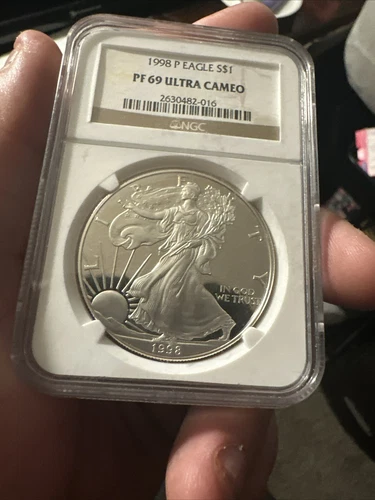 1998 P EAGLE S$1
PF 69 ULTRA CAMEO
2630482-016
NGC
LIBERTY
IN GOD
WE TRUST
1998